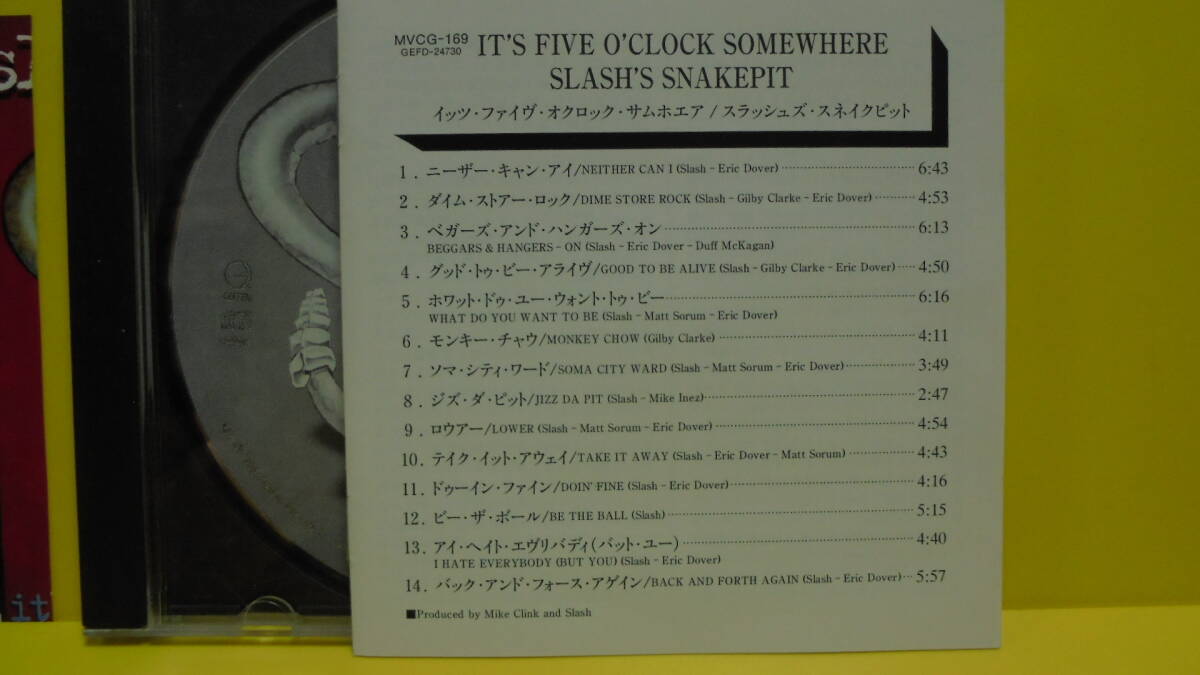 MVCG-169
GEFD-24730
IT'S FIVE O'CLOCK SOMEWHERE
SLASH'S SNAKEPIT
イッツ・ファイヴ・オクロック・サムホエア / スラッシュズ・スネイクピット
1. ニーザー・キャン・アイ/NEITHER CAN I (Slash - Eric Dover) 6:43
2. ダイム・ストアー・ロック/DIME STORE ROCK (Slash - Gilby Clarke - Eric Dover) 4:53
3. ベガーズ・アンド・ハンガーズ・オン 6:13
BEGGARS & HANGERS - ON (Slash - Eric Dover - Duff McKagan)
4. グッド・トゥ・ビー・アライヴ/GOOD TO BE ALIVE (Slash - Gilby Clarke - Eric Dover) 4:50
5. ホワット・ドゥ・ユー・ウォント・トゥ・ビー 6:16
WHAT DO YOU WANT TO BE (Slash - Matt Sorum - Eric Dover)
6. モンキー・チャウ/MONKEY CHOW (Gilby Clarke) 4:11
7. ソマ・シティ・ワード/SOMA CITY WARD (Slash - Matt Sorum - Eric Dover) 3:49
8. ジズ・ダ・ピット/JIZZ DA PIT (Slash - Mike Inez) 2:47
9. ロウアー/LOWER (Slash - Matt Sorum - Eric Dover) 4:54
10. テイク・イット・アウェイ/TAKE IT AWAY (Slash - Eric Dover - Matt Sorum) 4:43
11. ドゥーイン・ファイン/DOIN' FINE (Slash - Eric Dover) 4:16
12. ビー・ザ・ボール/BE THE BALL (Slash) 5:15
13. アイ・ヘイト・エヴリバディ(バット・ユー) 4:40
I HATE EVERYBODY (BUT YOU) (Slash - Eric Dover)
14. バック・アンド・フォース・アゲイン/BACK AND FORTH AGAIN (Slash - Eric Dover) 5:57
■Produced by Mike Clink and Slash
GEFFEN
it